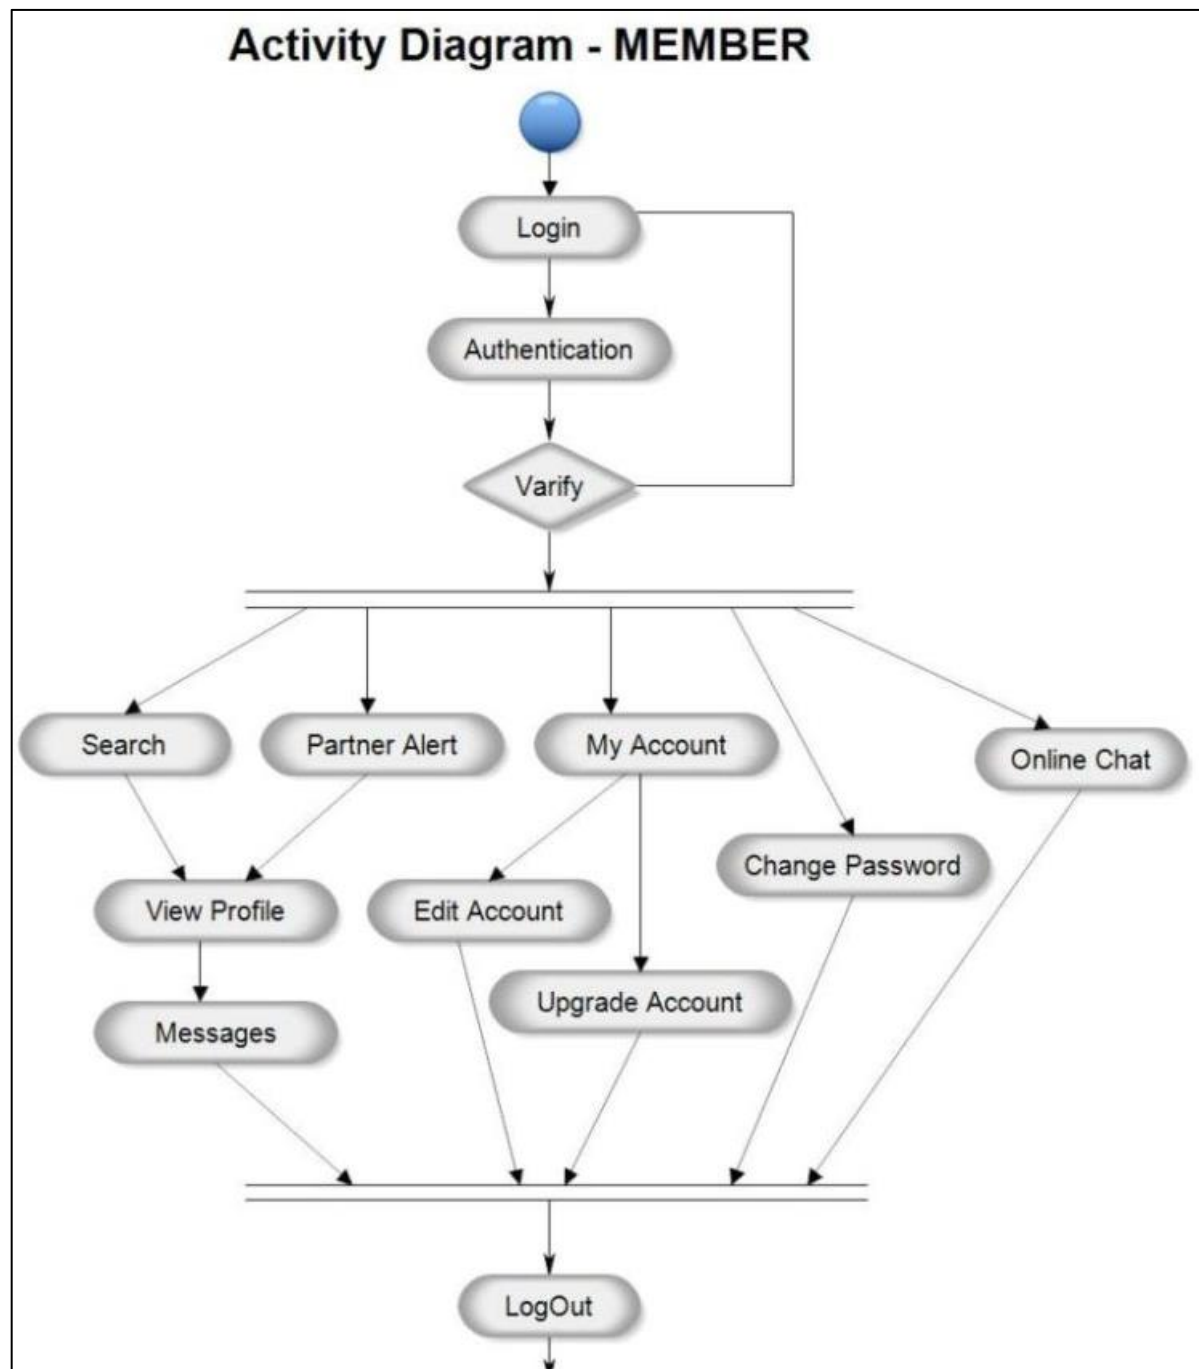 Activity Diagram - MEMBER
Login
Authentication
Varify
Search
Partner Alert
My Account
Online Chat
Change Password
View Profile
Edit Account
Upgrade Account
Messages
LogOut